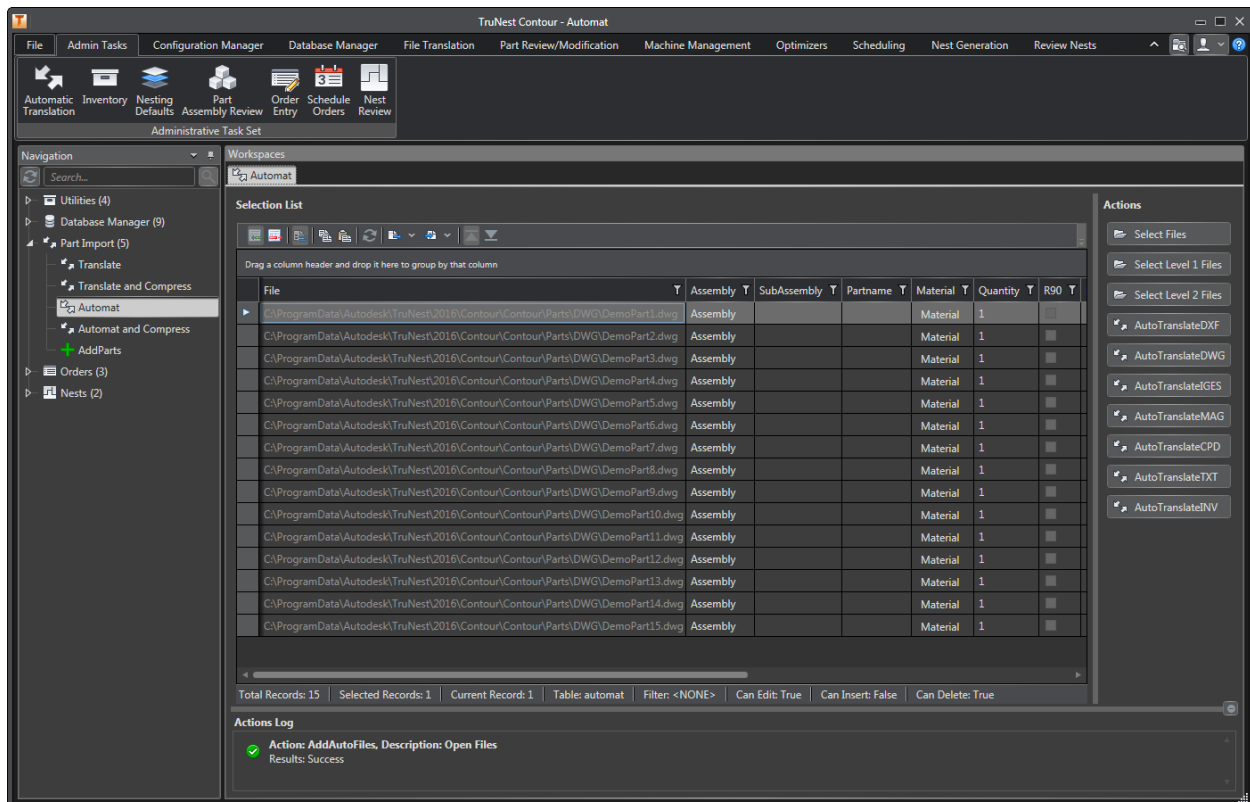 TruNest Contour - Automat
File Admin Tasks Configuration Manager Database Manager File Translation Part Review/Modification Machine Management Optimizers Scheduling Nest Generation Review Nests
Automatic Translation Inventory Nesting Defaults Part Assembly Review Order Entry Schedule Orders Nest Review
Administrative Task Set
Navigation
Search...
Utilities (4)
Database Manager (9)
Part Import (5)
Translate
Translate and Compress
Automat
Automat and Compress
AddParts
Orders (3)
Nests (2)
Workspaces
Automat
Selection List
Drag a column header and drop it here to group by that column
File Assembly SubAssembly Partname Material Quantity R90
C:\ProgramData\Autodesk\TruNest\2016\Contour\Contour\Parts\DWG\DemoPart1.dwg Assembly Material 1
C:\ProgramData\Autodesk\TruNest\2016\Contour\Contour\Parts\DWG\DemoPart2.dwg Assembly Material 1
C:\ProgramData\Autodesk\TruNest\2016\Contour\Contour\Parts\DWG\DemoPart3.dwg Assembly Material 1
C:\ProgramData\Autodesk\TruNest\2016\Contour\Contour\Parts\DWG\DemoPart4.dwg Assembly Material 1
C:\ProgramData\Autodesk\TruNest\2016\Contour\Contour\Parts\DWG\DemoPart5.dwg Assembly Material 1
C:\ProgramData\Autodesk\TruNest\2016\Contour\Contour\Parts\DWG\DemoPart6.dwg Assembly Material 1
C:\ProgramData\Autodesk\TruNest\2016\Contour\Contour\Parts\DWG\DemoPart7.dwg Assembly Material 1
C:\ProgramData\Autodesk\TruNest\2016\Contour\Contour\Parts\DWG\DemoPart8.dwg Assembly Material 1
C:\ProgramData\Autodesk\TruNest\2016\Contour\Contour\Parts\DWG\DemoPart9.dwg Assembly Material 1
C:\ProgramData\Autodesk\TruNest\2016\Contour\Contour\Parts\DWG\DemoPart10.dwg Assembly Material 1
C:\ProgramData\Autodesk\TruNest\2016\Contour\Contour\Parts\DWG\DemoPart11.dwg Assembly Material 1
C:\ProgramData\Autodesk\TruNest\2016\Contour\Contour\Parts\DWG\DemoPart12.dwg Assembly Material 1
C:\ProgramData\Autodesk\TruNest\2016\Contour\Contour\Parts\DWG\DemoPart13.dwg Assembly Material 1
C:\ProgramData\Autodesk\TruNest\2016\Contour\Contour\Parts\DWG\DemoPart14.dwg Assembly Material 1
C:\ProgramData\Autodesk\TruNest\2016\Contour\Contour\Parts\DWG\DemoPart15.dwg Assembly Material 1
Total Records: 15 Selected Records: 1 Current Record: 1 Table: automat Filter: <NONE> Can Edit: True Can Insert: False Can Delete: True
Actions
Select Files
Select Level 1 Files
Select Level 2 Files
AutoTranslateDXF
AutoTranslateDWG
AutoTranslateIGES
AutoTranslateMAG
AutoTranslateCPD
AutoTranslateTXT
AutoTranslateINV
Actions Log
Action: AddAutoFiles, Description: Open Files
Results: Success